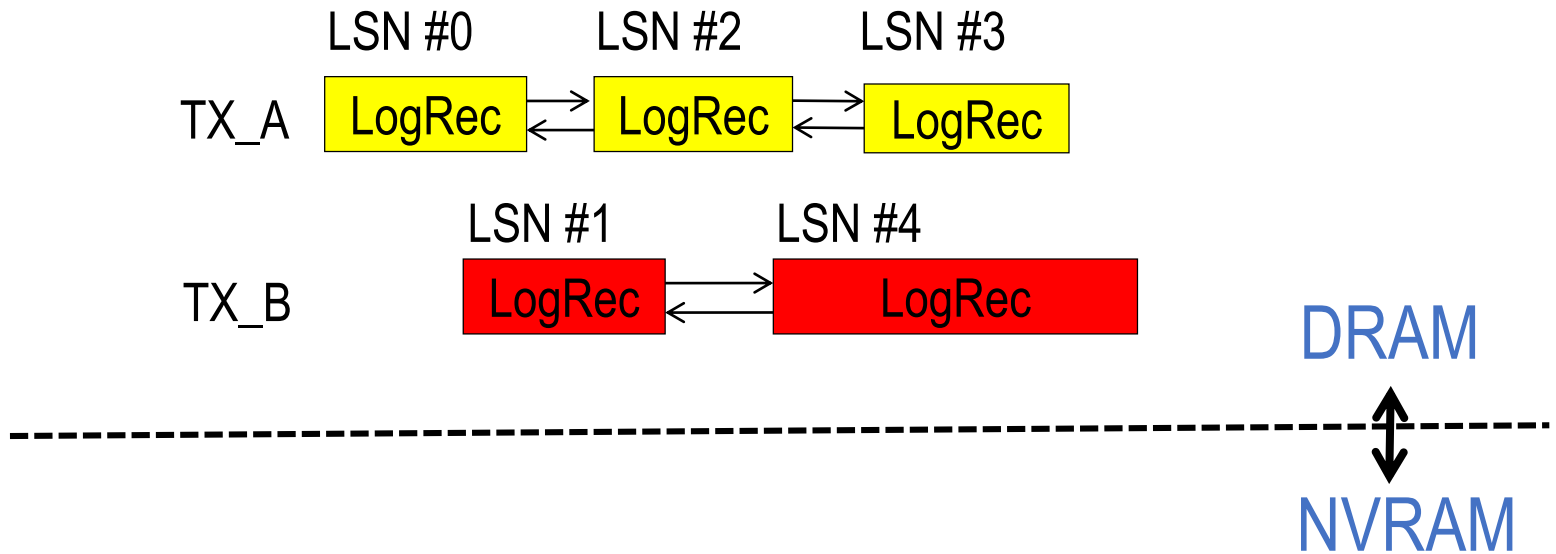 LSN #0 LSN #2 LSN #3
TX_A LogRec LogRec LogRec
LSN #1 LSN #4
TX_B LogRec LogRec
DRAM
NVRAM